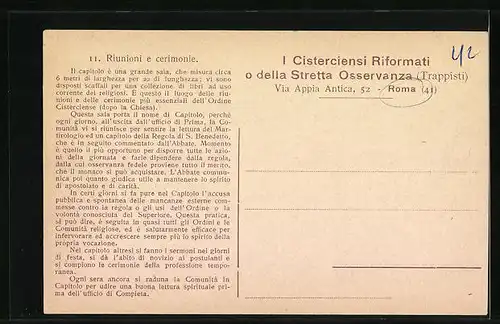 11. Riunioni e cerimonie.
Il capitolo è una grande sala, che misura circa
6 metri di larghezza per 20 di lunghezza; vi sono
disposti scaffali per una collezione di libri ad uso
corrente dei religiosi. È questo il luogo delle riu-
nioni e delle cerimonie più essenziali dell'Ordine
Cisterciense (dopo la Chiesa).
Questa sala porta il nome di Capitolo, perchè
ogni giorno, all'uscita dall'ufficio di Prima, la Co-
munità vi si riunisce per sentire la lettura del Mar-
tirologio ed un capitolo della Regola di S. Benedetto,
che è in seguito commentato dall'Abbate. Momento
è quello il più opportuno per disporre tutte le azio-
ni della giornata e farle dipendere dalla regola,
dalla cui osservanza fedele proviene tutto il merito,
che il monaco si può acquistare. L'Abbate comu-
nica poi quanto giudica utile a mantenere lo spirito
di apostolato e di carità.
In certi giorni si fa pure nel Capitolo l'accusa
pubblica e spontanea delle mancanze esterne com-
messe contro la regola o gli usi dell'Ordine o la
volontà conosciuta del Superiore. Questa pratica,
si può dire, è seguita in quasi tutti gli Ordini e le
Comunità religiose, ed è salutarmente efficace per
infervorare ed accrescere sempre più lo spirito della
propria vocazione.
Nel capitolo altresì si fanno i sermoni nei giorni
di festa, si dà l'abito di novizio ai postulanti e
si compiono le cerimonie della professione tempo-
ranea.
Ogni sera ancora si raduna la Comunità in
Capitolo per udire una buona lettura spirituale pri-
ma dell'ufficio di Compieta.
I Cisterciensi Riformati
o della Stretta Osservanza (Trappisti)
Via Appia Antica, 52 - Roma (41)